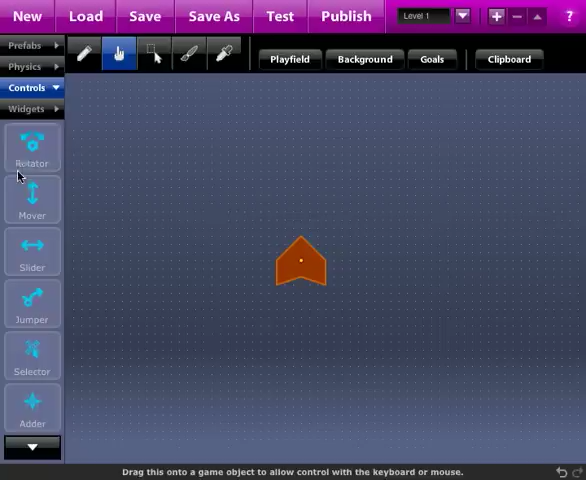 New Load Save Save As Test Publish Level 1 ?
Prefabs
Physics
Controls
Widgets
Playfield Background Goals Clipboard
Rotator
Mover
Slider
Jumper
Selector
Adder
Drag this onto a game object to allow control with the keyboard or mouse.